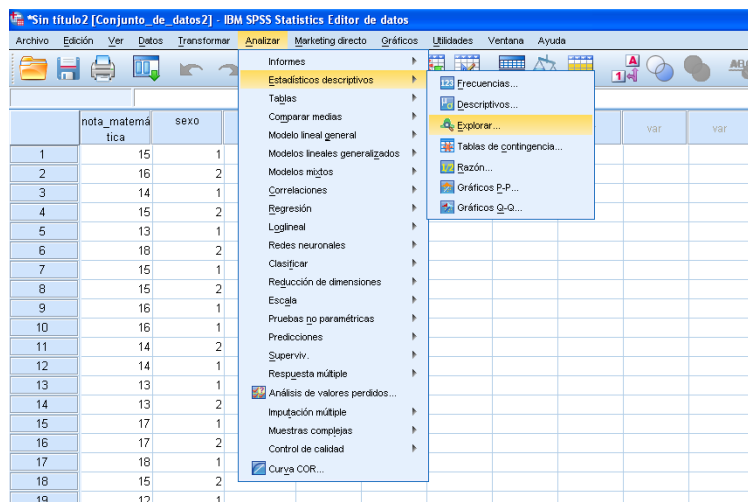 *Sin título2 [Conjunto_de_datos2] - IBM SPSS Statistics Editor de datos
Archivo Edición Ver Datos Transformar Analizar Marketing directo Gráficos Utilidades Ventana Ayuda
Informes
Estadísticos descriptivos
Tablas
Comparar medias
Modelo lineal general
Modelos lineales generalizados
Modelos mixtos
Correlaciones
Regresión
Loglineal
Redes neuronales
Clasificar
Reducción de dimensiones
Escala
Pruebas no paramétricas
Predicciones
Superviv.
Respuesta múltiple
Análisis de valores perdidos...
Imputación múltiple
Muestras complejas
Control de calidad
Curva COR...
123 Frecuencias...
Descriptivos...
Explorar...
Tablas de contingencia...
1/2 Razón...
Gráficos P-P...
Gráficos Q-Q...
nota_matemá
tica
sexo
var var
1 15 1
2 16 2
3 14 1
4 15 2
5 13 1
6 18 2
7 15 1
8 15 2
9 16 1
10 16 1
11 14 2
12 14 1
13 13 1
14 13 2
15 17 1
16 17 2
17 18 1
18 15 2
19 12 1